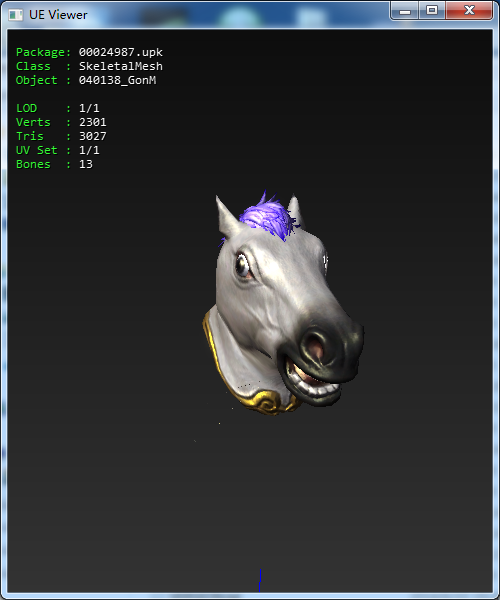 UE Viewer
Package: 00024987.upk
Class  : SkeletalMesh
Object : 040138_GonM
LOD    : 1/1
Verts  : 2301
Tris   : 3027
UV Set : 1/1
Bones  : 13